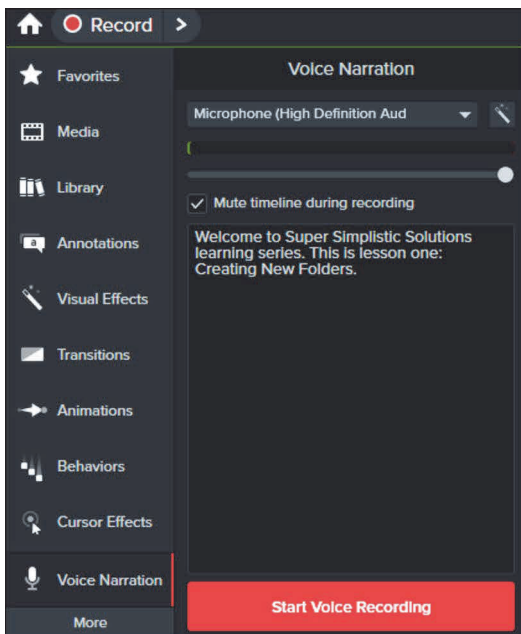 Record
Favorites
Media
Library
Annotations
Visual Effects
Transitions
Animations
Behaviors
Cursor Effects
Voice Narration
More
Voice Narration
Microphone (High Definition Aud
Mute timeline during recording
Welcome to Super Simplistic Solutions
learning series. This is lesson one:
Creating New Folders.
Start Voice Recording